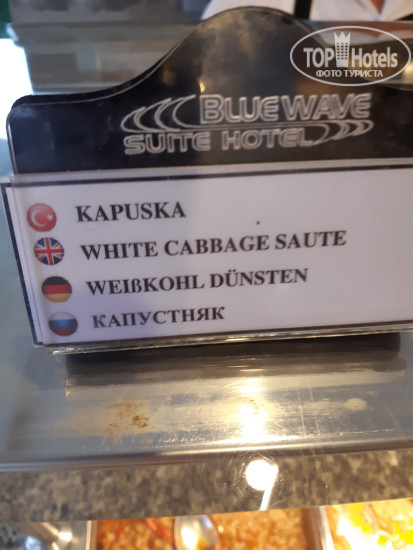 TOP Hotels
ФОТО ТУРИСТА
BLUE WAVE
SUITE HOTEL
KAPUSKA
WHITE CABBAGE SAUTE
WEIßKOHL DÜNSTEN
КАПУСТНЯК